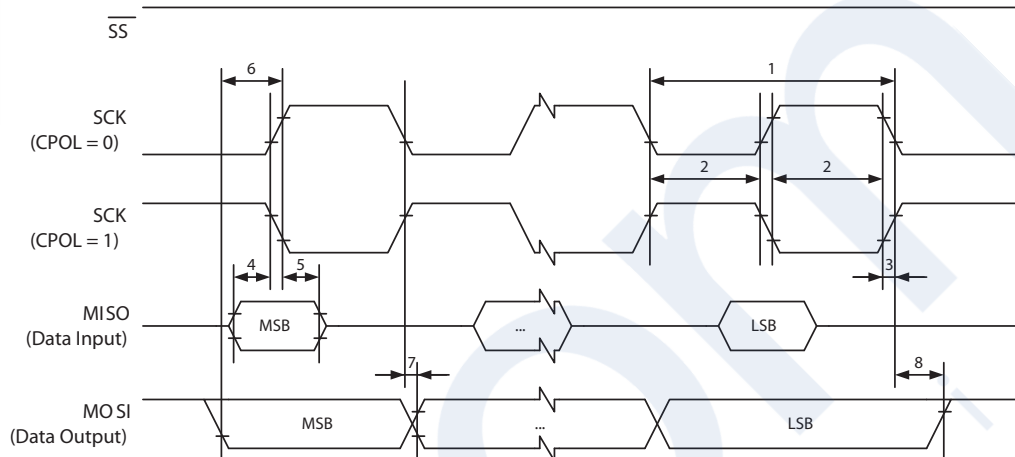 SS
6
1
SCK
(CPOL = 0)
2
2
SCK
(CPOL = 1)
4
5
3
MISO
(Data Input)
MSB
...
LSB
7
8
MOSI
(Data Output)
MSB
...
LSB